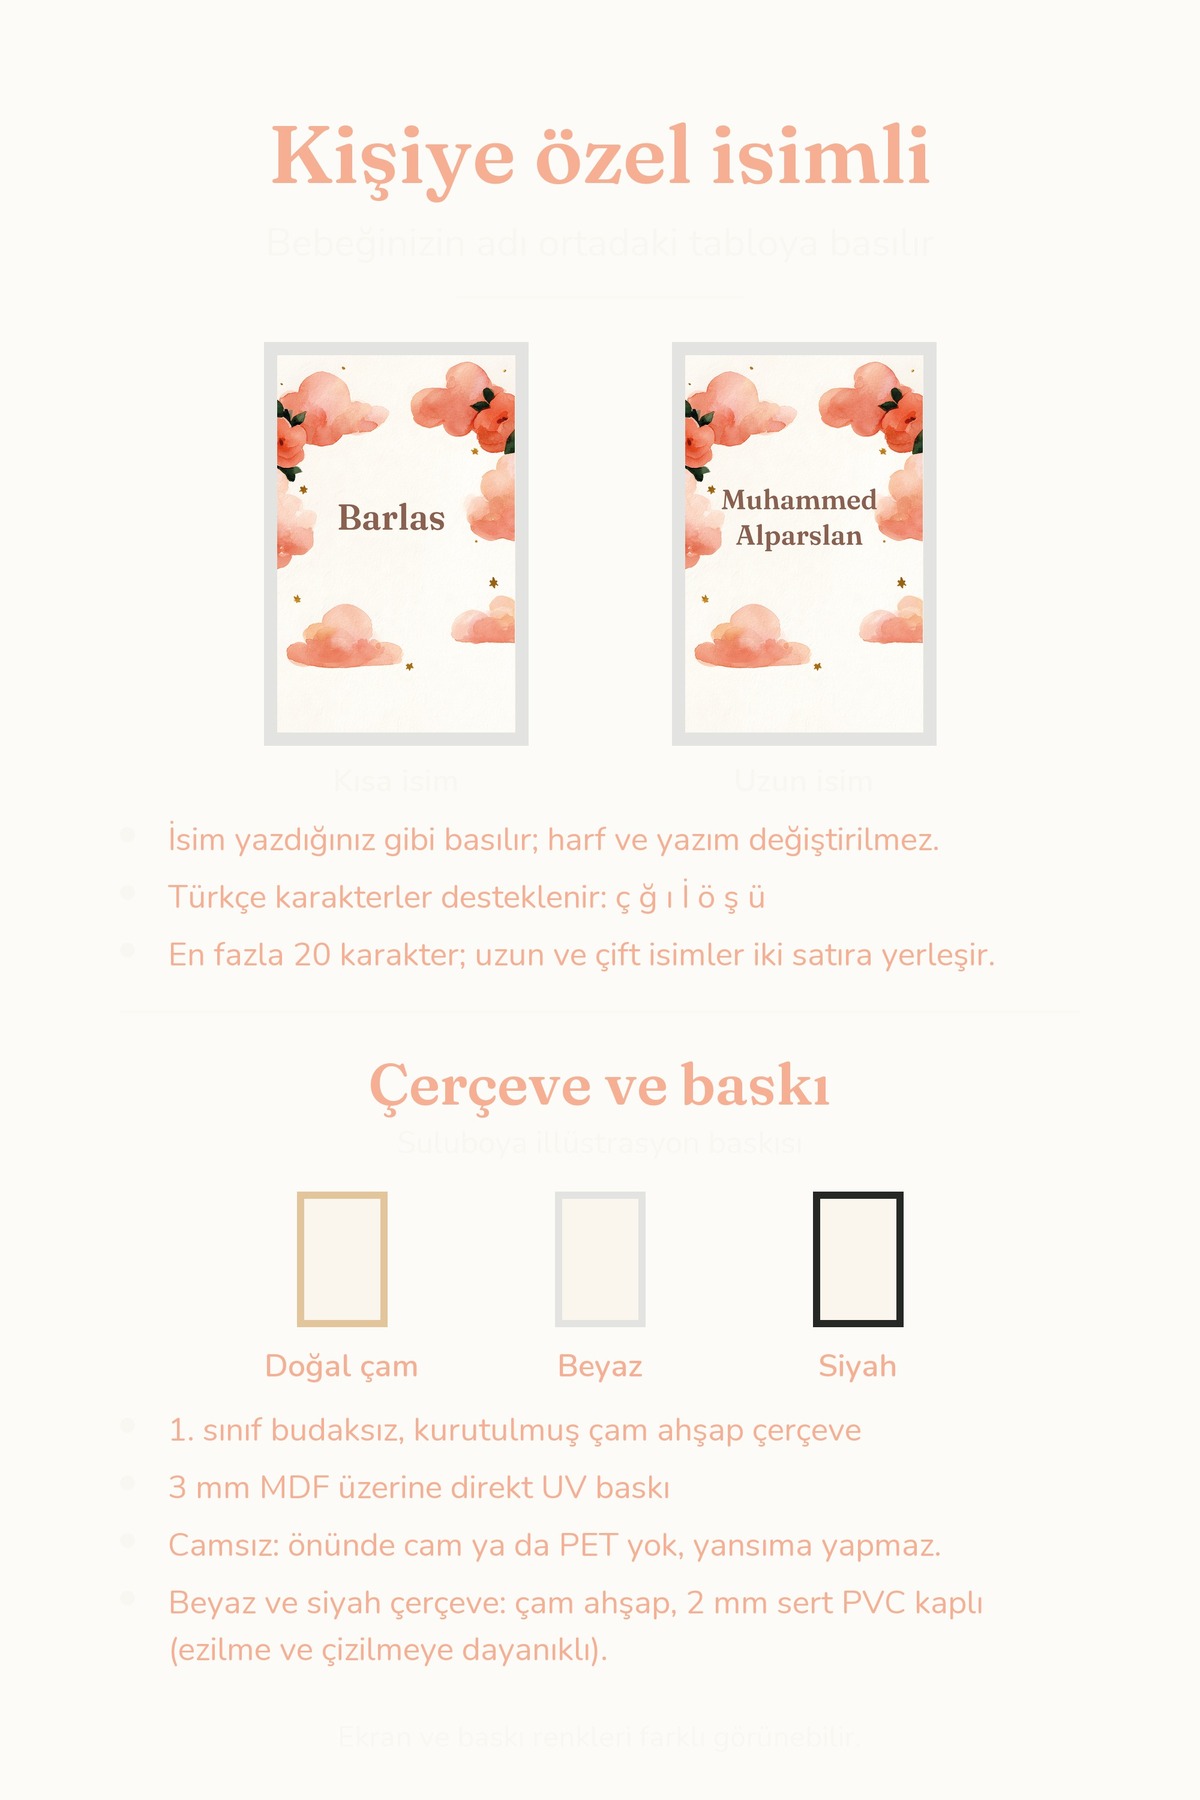 Kişiye özel isimli
Bebeğinizin adı ortadaki tabloya basılır
Barlas
Muhammed
Alparslan
Kısa isim
Uzun isim
İsim yazdığınız gibi basılır; harf ve yazım değiştirilmez.
Türkçe karakterler desteklenir: ç ğ ı İ ö ş ü
En fazla 20 karakter; uzun ve çift isimler iki satıra yerleşir.
Çerçeve ve baskı
Suluboya illüstrasyon baskısı
Doğal çam
Beyaz
Siyah
1. sınıf budaksız, kurutulmuş çam ahşap çerçeve
3 mm MDF üzerine direkt UV baskı
Camsız: önünde cam ya da PET yok, yansıma yapmaz.
Beyaz ve siyah çerçeve: çam ahşap, 2 mm sert PVC kaplı
(ezilme ve çizilmeye dayanıklı).
Ekran ve baskı renkleri farklı görünebilir.